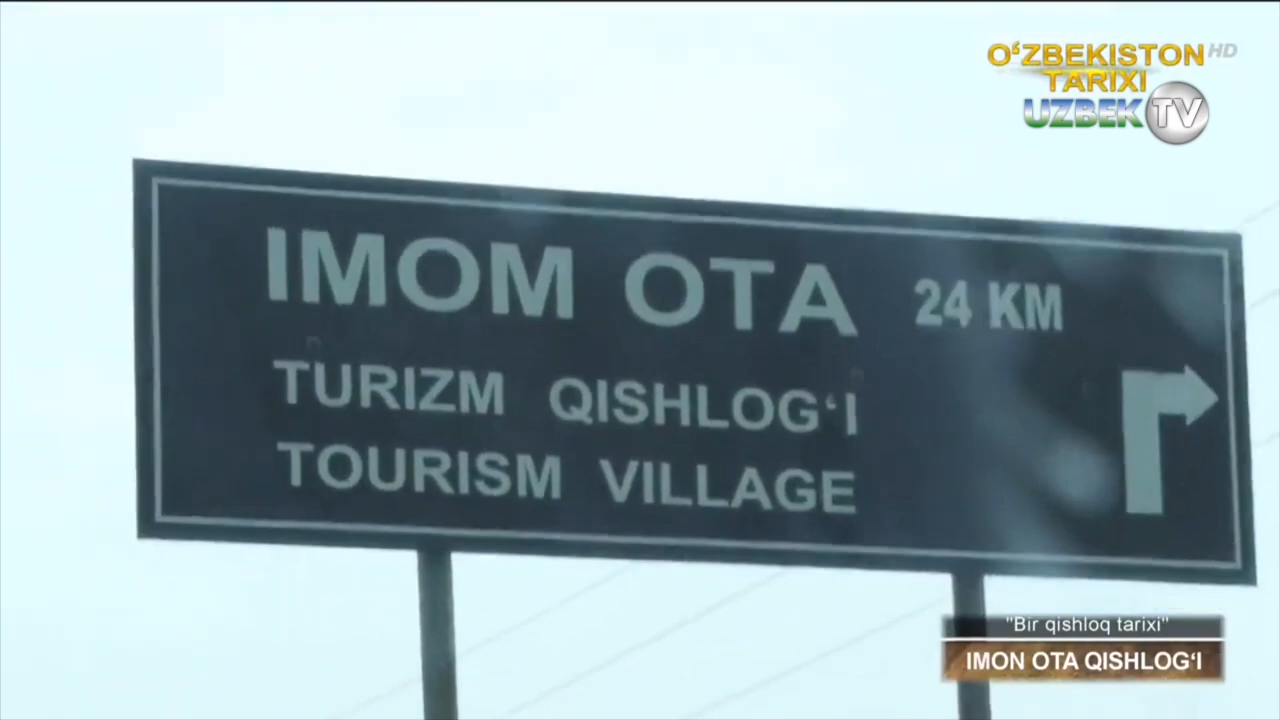 O‘ZBEKISTON HD
TARIXI
UZBEK TV
IMOM OTA 24 KM
TURIZM QISHLOG‘I
TOURISM VILLAGE
"Bir qishloq tarixi"
IMON OTA QISHLOG‘I